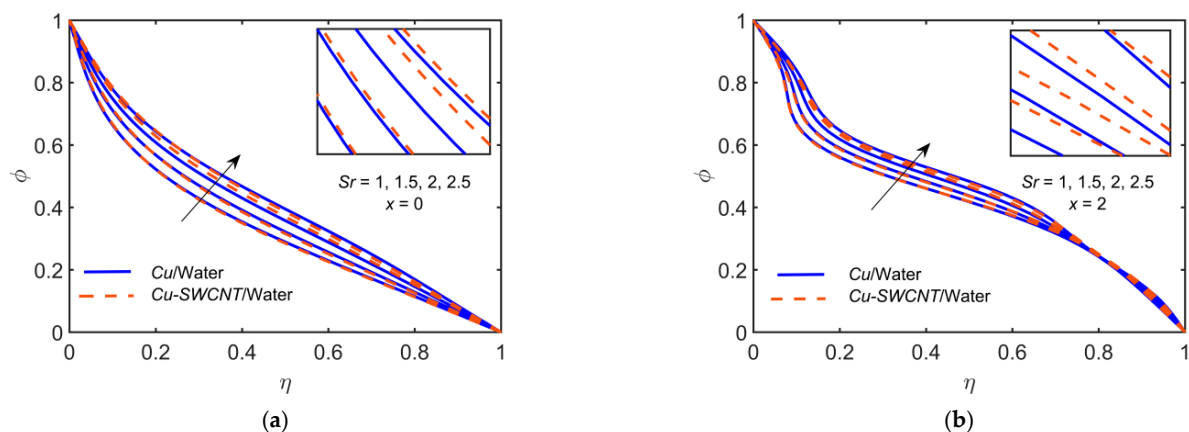 1
0.8
0.6
0.4
0.2
0
ϕ
Sr = 1, 1.5, 2, 2.5
x = 0
Cu/Water
Cu-SWCNT/Water
0 0.2 0.4 0.6 0.8 1
η
(a)
1
0.8
0.6
0.4
0.2
0
ϕ
Sr = 1, 1.5, 2, 2.5
x = 2
Cu/Water
Cu-SWCNT/Water
0 0.2 0.4 0.6 0.8 1
η
(b)